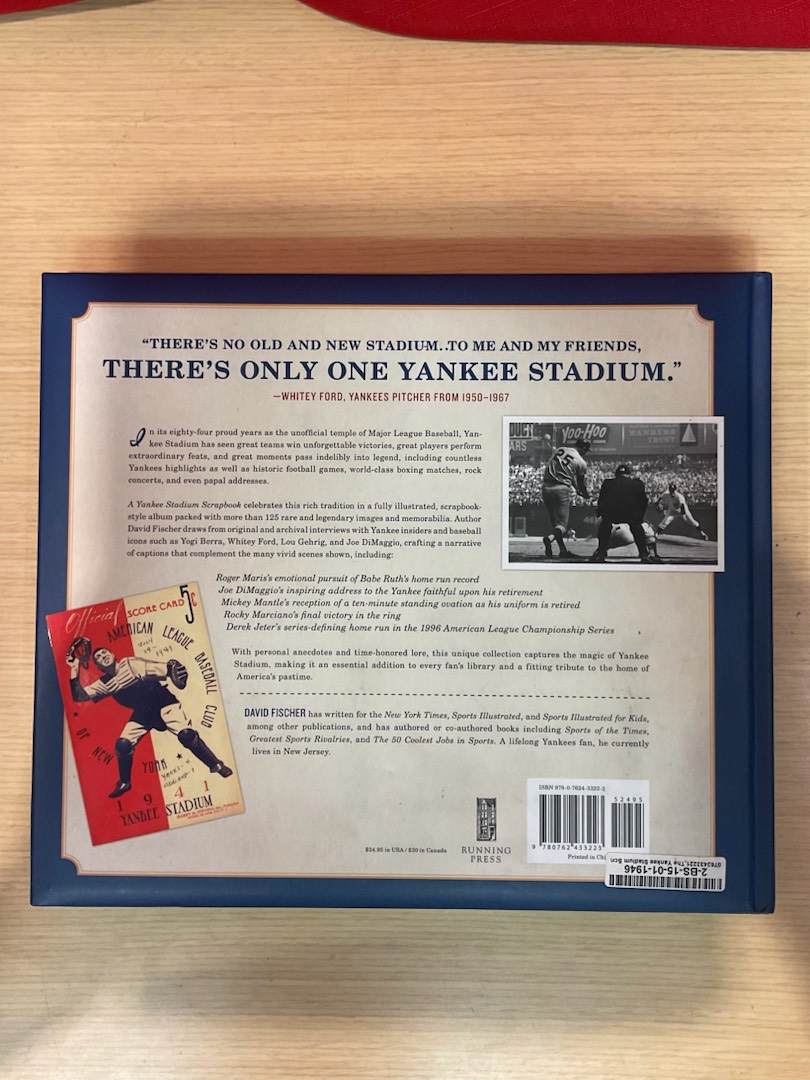 “THERE’S NO OLD AND NEW STADIUM..TO ME AND MY FRIENDS,
THERE’S ONLY ONE YANKEE STADIUM.”
—WHITEY FORD, YANKEES PITCHER FROM 1950–1967
In its eighty-four proud years as the unofficial temple of Major League Baseball, Yan-
kee Stadium has seen great teams win unforgettable victories, great players perform
extraordinary feats, and great moments pass indelibly into legend, including countless
Yankees highlights as well as historic football games, world-class boxing matches, rock
concerts, and even papal addresses.
A Yankee Stadium Scrapbook celebrates this rich tradition in a fully illustrated, scrapbook-
style album packed with more than 125 rare and legendary images and memorabilia. Author
David Fischer draws from original and archival interviews with Yankee insiders and baseball
icons such as Yogi Berra, Whitey Ford, Lou Gehrig, and Joe DiMaggio, crafting a narrative
of captions that complement the many vivid scenes shown, including:
YOO-HOO
25
Roger Maris’s emotional pursuit of Babe Ruth’s home run record
Joe DiMaggio’s inspiring address to the Yankee faithful upon his retirement
Mickey Mantle’s reception of a ten-minute standing ovation as his uniform is retired
Rocky Marciano’s final victory in the ring
Derek Jeter’s series-defining home run in the 1996 American League Championship Series
With personal anecdotes and time-honored lore, this unique collection captures the magic of Yankee
Stadium, making it an essential addition to every fan’s library and a fitting tribute to the home of
America’s pastime.
DAVID FISCHER has written for the New York Times, Sports Illustrated, and Sports Illustrated for Kids,
among other publications, and has authored or co-authored books including Sports of the Times,
Greatest Sports Rivalries, and The 50 Coolest Jobs in Sports. A lifelong Yankees fan, he currently
lives in New Jersey.
Official SCORE CARD 5¢
AMERICAN LEAGUE BASEBALL CLUB
OF NEW YORK
1941
YANKEE STADIUM
$34.95 in USA / $30 in Canada
RUNNING
PRESS
ISBN 978-0-7624-3322-3
52495
9 780762 433223
Printed in
2-BS-15-01-1946
0762433221,The Yankee Stadium Scr